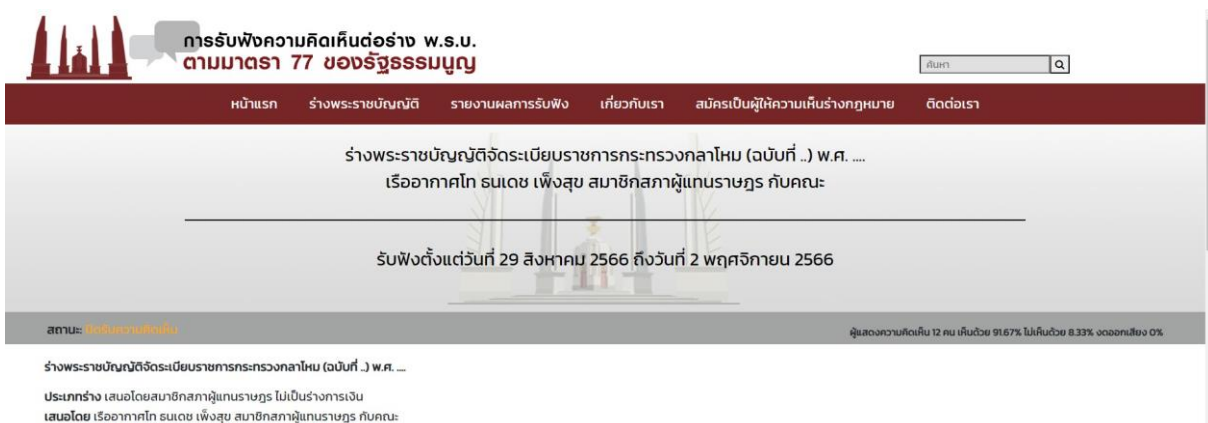 การรับฟังความคิดเห็นต่อร่าง พ.ร.บ.
ตามมาตรา 77 ของรัฐธรรมนูญ
ค้นหา
หน้าแรก ร่างพระราชบัญญัติ รายงานผลการรับฟัง เกี่ยวกับเรา สมัครเป็นผู้ให้ความเห็นร่างกฎหมาย ติดต่อเรา
ร่างพระราชบัญญัติจัดระเบียบราชการกระทรวงกลาโหม (ฉบับที่ ..) พ.ศ. ....
เรืออากาศโท ธนเดช เพ็งสุข สมาชิกสภาผู้แทนราษฎร กับคณะ
รับฟังตั้งแต่วันที่ 29 สิงหาคม 2566 ถึงวันที่ 2 พฤศจิกายน 2566
สถานะ: ปิดรับความคิดเห็น
ผู้แสดงความคิดเห็น 12 คน เห็นด้วย 91.67% ไม่เห็นด้วย 8.33% งดออกเสียง 0%
ร่างพระราชบัญญัติจัดระเบียบราชการกระทรวงกลาโหม (ฉบับที่ ..) พ.ศ. ....
ประเภทร่าง เสนอโดยสมาชิกสภาผู้แทนราษฎร ไม่เป็นร่างการเงิน
เสนอโดย เรืออากาศโท ธนเดช เพ็งสุข สมาชิกสภาผู้แทนราษฎร กับคณะ